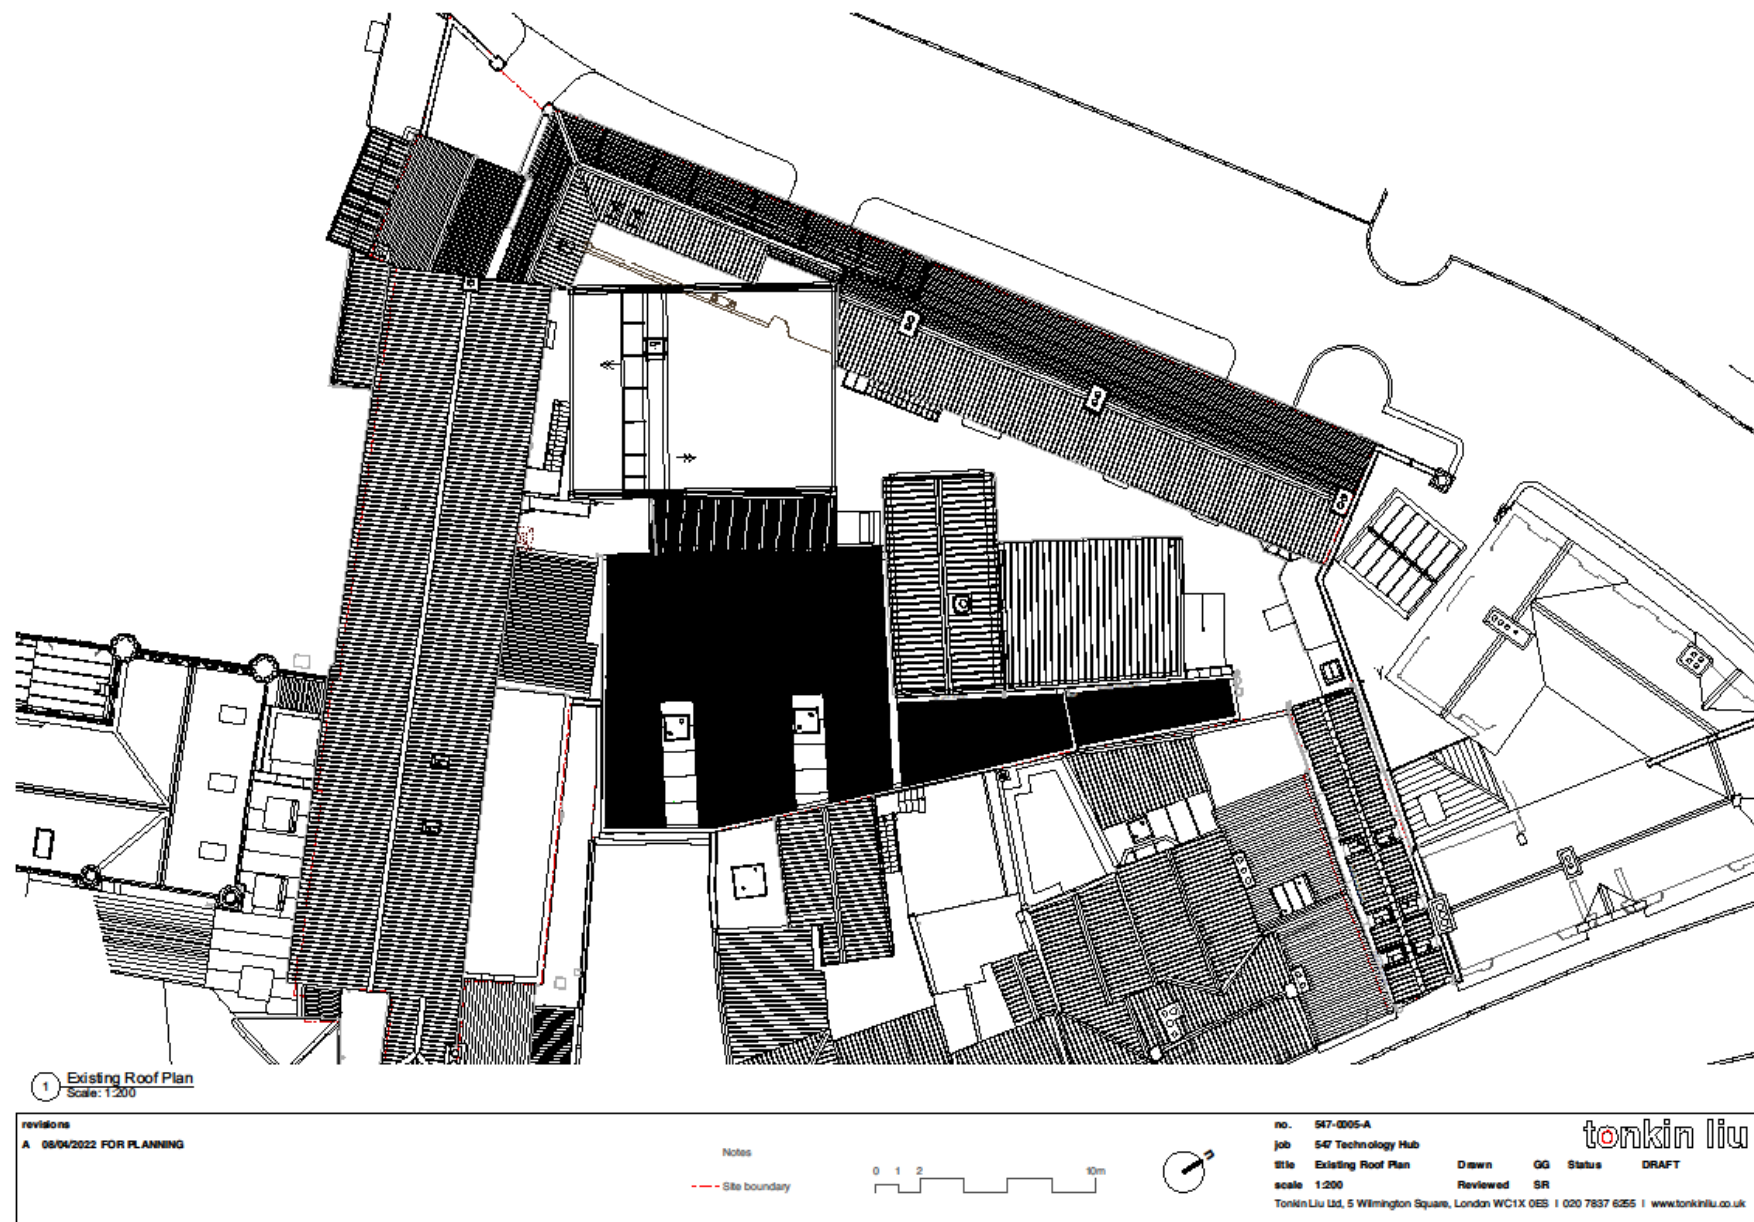 1 Existing Roof Plan
Scale: 1:200
revisions
A 08/04/2022 FOR PLANNING
Notes
Site boundary
0 1 2 10m
n
no. 547-0005-A
job 547 Technology Hub
title Existing Roof Plan Drawn GG Status DRAFT
scale 1:200 Reviewed SR
tonkin liu
Tonkin Liu Ltd, 5 Wilmington Square, London WC1X 0ES | 020 7837 6255 | www.tonkinliu.co.uk